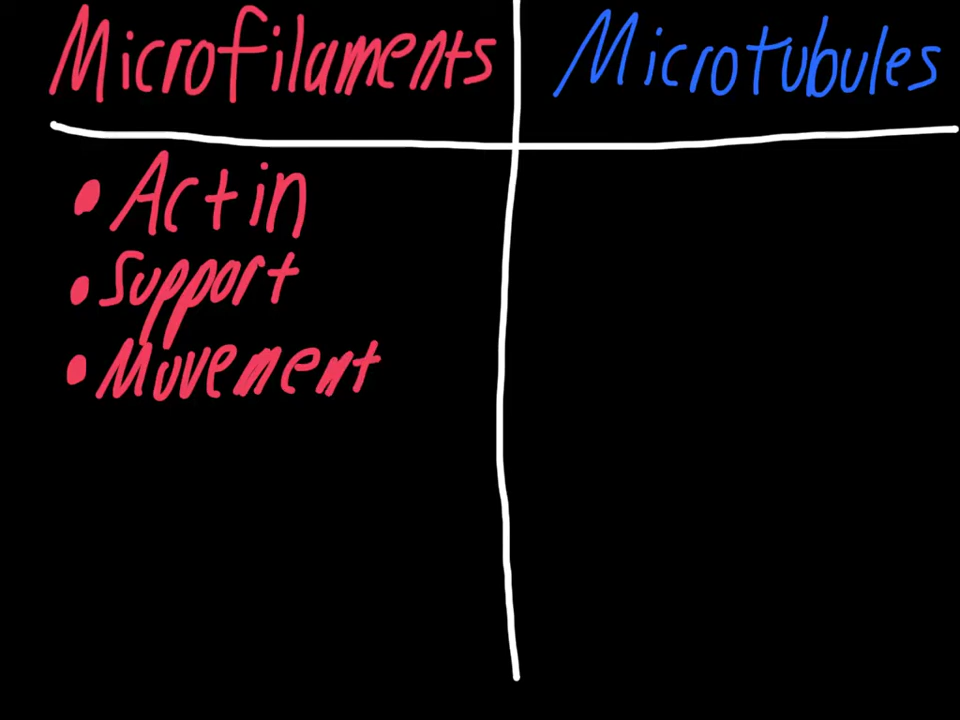 Microfilaments
Microtubules
• Actin
• Support
• Movement